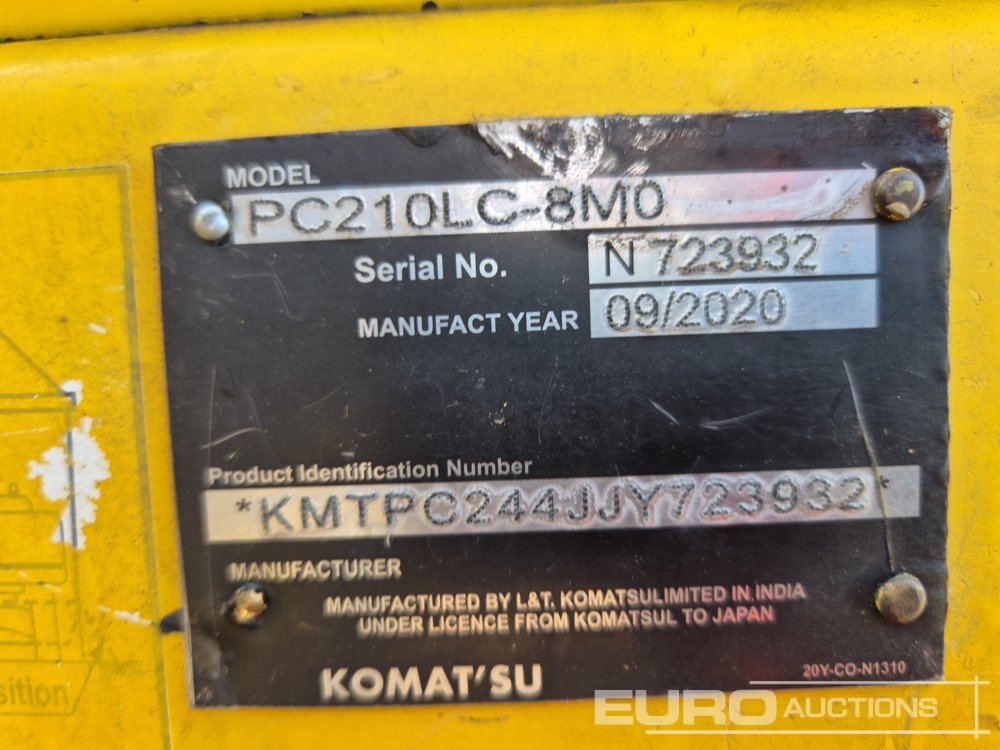 MODEL
PC210LC-8M0
Serial No. N 723932
MANUFACT YEAR 09/2020
Product Identification Number
*KMTPC244JJY723932*
MANUFACTURER
MANUFACTURED BY L&T. KOMATSULIMITED IN INDIA
UNDER LICENCE FROM KOMATSUL TO JAPAN
KOMAT'SU
20Y-CO-N1310
sition
EURO AUCTIONS